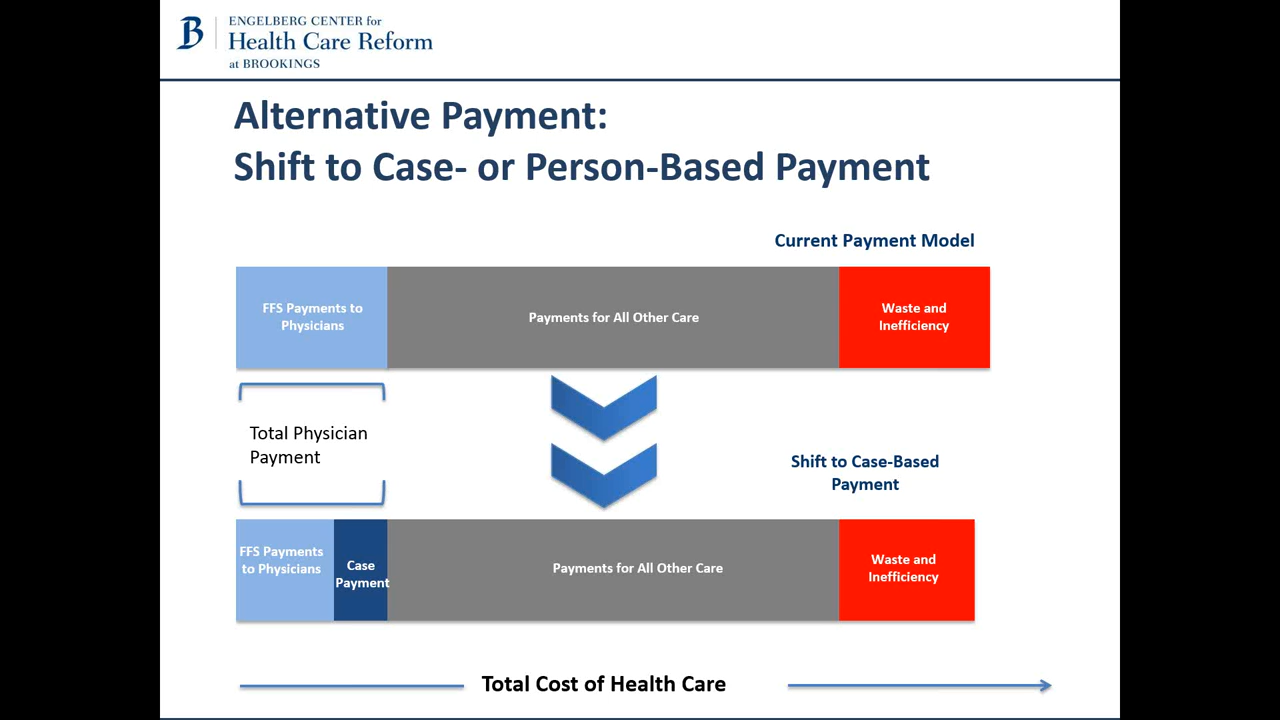 B
ENGELBERG CENTER for
Health Care Reform
at BROOKINGS
Alternative Payment:
Shift to Case- or Person-Based Payment
Current Payment Model
FFS Payments to
Physicians
Payments for All Other Care
Waste and
Inefficiency
Total Physician
Payment
Shift to Case-Based
Payment
FFS Payments
to Physicians
Case
Payment
Payments for All Other Care
Waste and
Inefficiency
Total Cost of Health Care